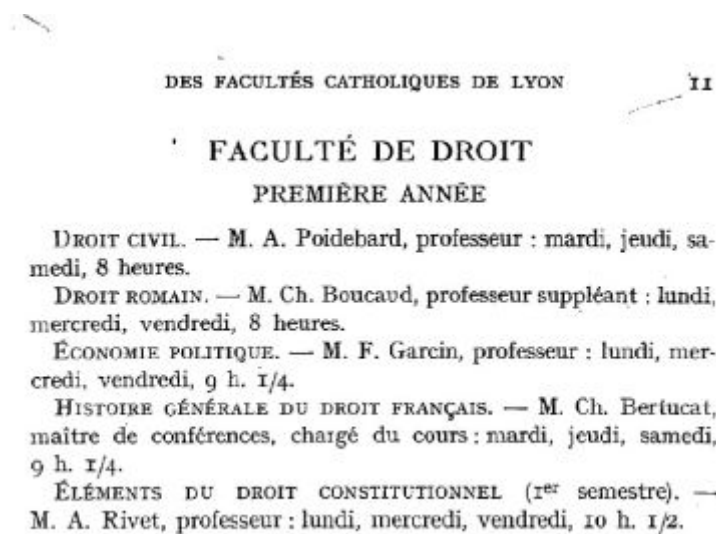 DES FACULTÉS CATHOLIQUES DE LYON 11
FACULTÉ DE DROIT
PREMIÈRE ANNÉE
DROIT CIVIL. — M. A. Poidebard, professeur : mardi, jeudi, sa-
medi, 8 heures.
DROIT ROMAIN. — M. Ch. Boucaud, professeur suppléant : lundi,
mercredi, vendredi, 8 heures.
ÉCONOMIE POLITIQUE. — M. F. Garcin, professeur : lundi, mer-
credi, vendredi, 9 h. 1/4.
HISTOIRE GÉNÉRALE DU DROIT FRANÇAIS. — M. Ch. Bertucat,
maître de conférences, chargé du cours : mardi, jeudi, samedi,
9 h. 1/4.
ÉLÉMENTS DU DROIT CONSTITUTIONNEL (1er semestre). —
M. A. Rivet, professeur : lundi, mercredi, vendredi, 10 h. 1/2.